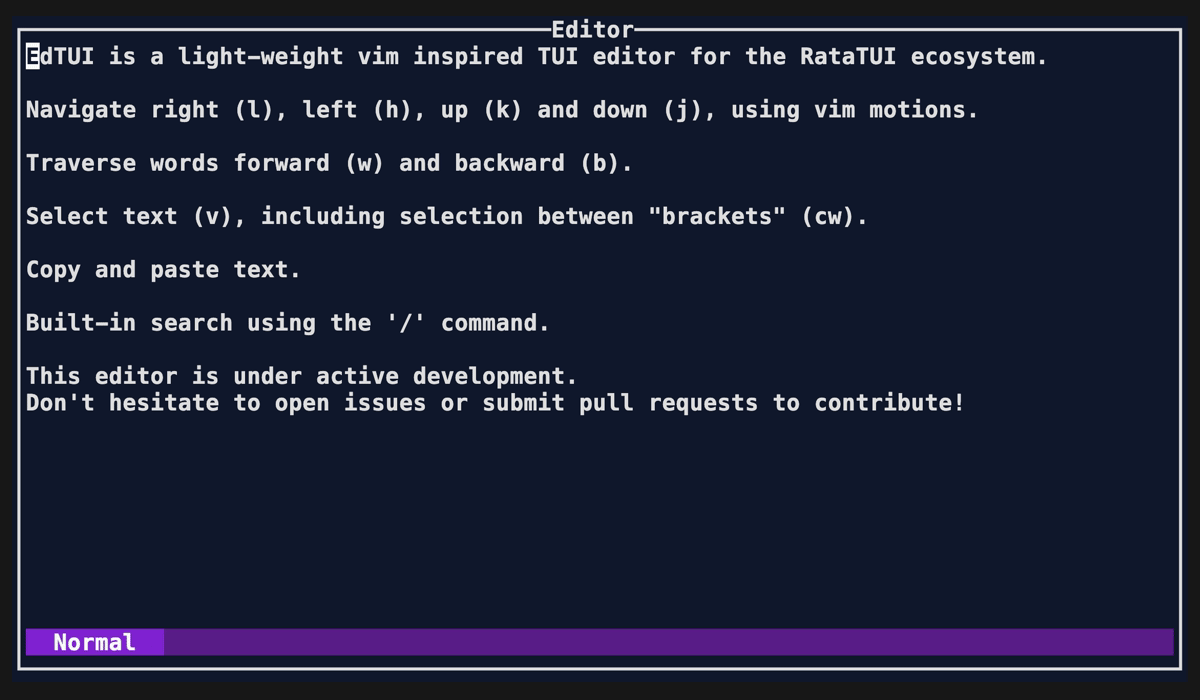 Editor
EdTUI is a light-weight vim inspired TUI editor for the RataTUI ecosystem.
Navigate right (l), left (h), up (k) and down (j), using vim motions.
Traverse words forward (w) and backward (b).
Select text (v), including selection between "brackets" (cw).
Copy and paste text.
Built-in search using the '/' command.
This editor is under active development.
Don't hesitate to open issues or submit pull requests to contribute!
Normal